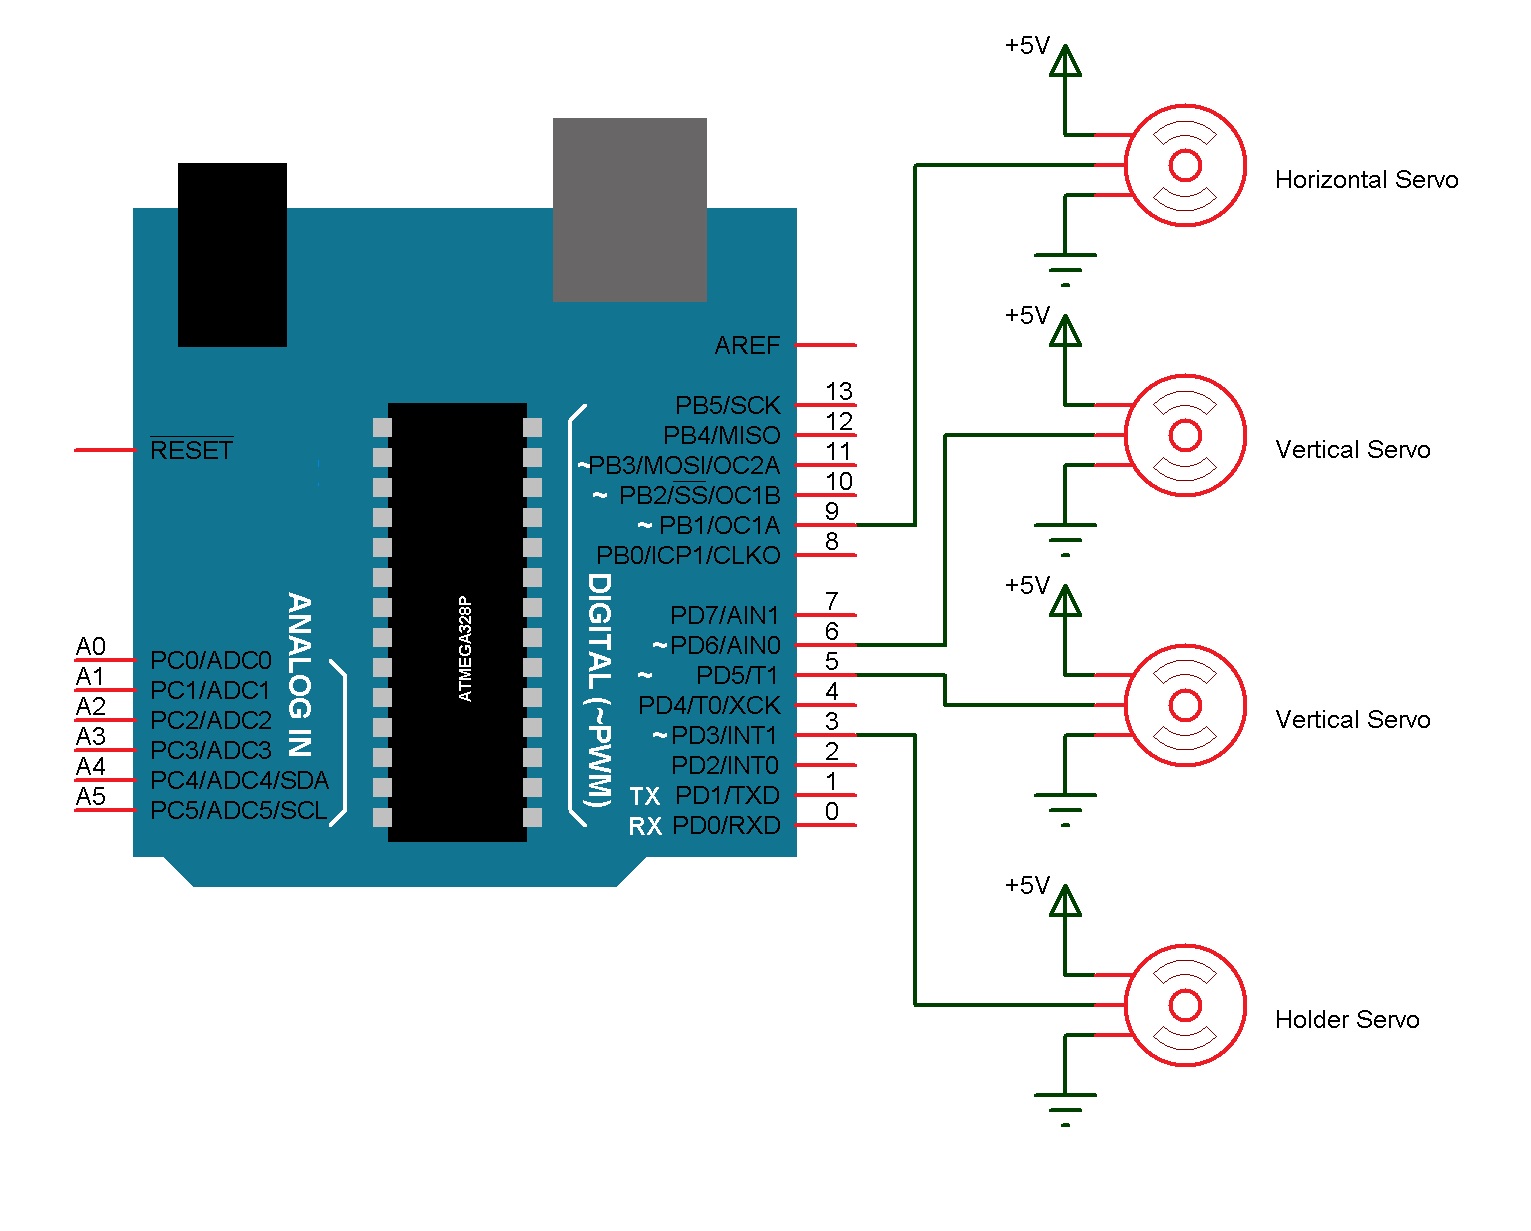 +5V
Horizontal Servo
+5V
AREF
13
PB5/SCK
12
PB4/MISO
RESET
11
~PB3/MOSI/OC2A
Vertical Servo
10
~ PB2/SS/OC1B
9
~ PB1/OC1A
8
PB0/ICP1/CLKO
+5V
7
PD7/AIN1
6
~PD6/AIN0
5
~ PD5/T1
4
PD4/T0/XCK
3
~PD3/INT1
2
PD2/INT0
1
TX PD1/TXD
0
RX PD0/RXD
DIGITAL (~PWM)
ATMEGA328P
ANALOG IN
A0
PC0/ADC0
A1
PC1/ADC1
A2
PC2/ADC2
A3
PC3/ADC3
A4
PC4/ADC4/SDA
A5
PC5/ADC5/SCL
Vertical Servo
+5V
Holder Servo